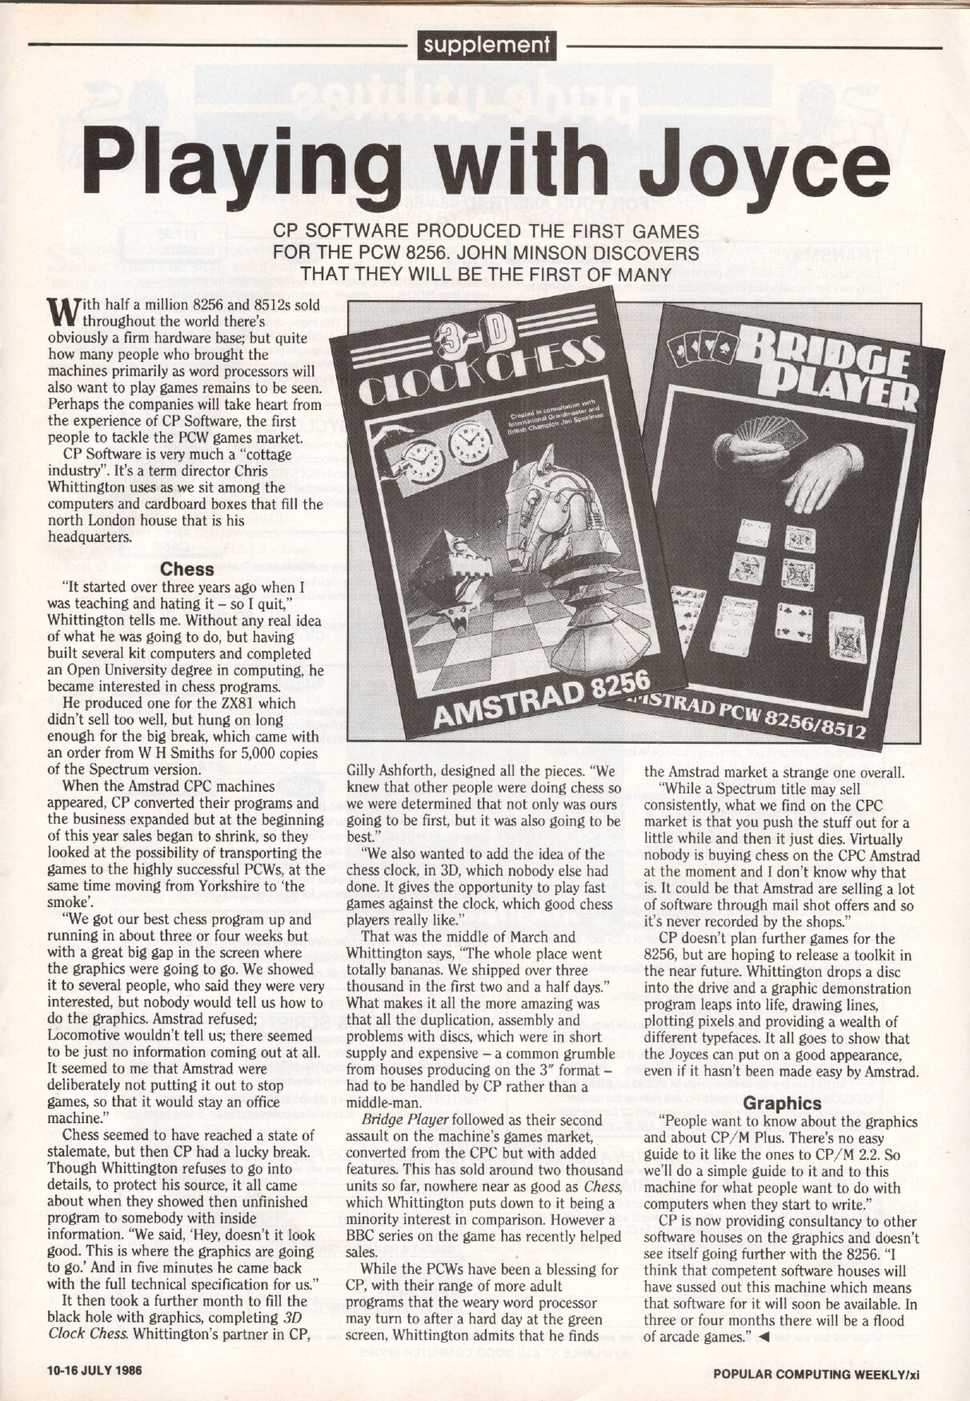 supplement
Playing with Joyce
CP SOFTWARE PRODUCED THE FIRST GAMES
FOR THE PCW 8256. JOHN MINSON DISCOVERS
THAT THEY WILL BE THE FIRST OF MANY
With half a million 8256 and 8512s sold
throughout the world there's
obviously a firm hardware base; but quite
how many people who brought the
machines primarily as word processors will
also want to play games remains to be seen.
Perhaps the companies will take heart from
the experience of CP Software, the first
people to tackle the PCW games market.
CP Software is very much a “cottage
industry”. It's a term director Chris
Whittington uses as we sit among the
computers and cardboard boxes that fill the
north London house that is his
headquarters.
Chess
“It started over three years ago when I
was teaching and hating it – so I quit,”
Whittington tells me. Without any real idea
of what he was going to do, but having
built several kit computers and completed
an Open University degree in computing, he
became interested in chess programs.
He produced one for the ZX81 which
didn't sell too well, but hung on long
enough for the big break, which came with
an order from W H Smiths for 5,000 copies
of the Spectrum version.
When the Amstrad CPC machines
appeared, CP converted their programs and
the business expanded but at the beginning
of this year sales began to shrink, so they
looked at the possibility of transporting the
games to the highly successful PCWs, at the
same time moving from Yorkshire to ‘the
smoke’.
“We got our best chess program up and
running in about three or four weeks but
with a great big gap in the screen where
the graphics were going to go. We showed
it to several people, who said they were very
interested, but nobody would tell us how to
do the graphics. Amstrad refused;
Locomotive wouldn't tell us; there seemed
to be just no information coming out at all.
It seemed to me that Amstrad were
deliberately not putting it out to stop
games, so that it would stay an office
machine.”
Chess seemed to have reached a state of
stalemate, but then CP had a lucky break.
Though Whittington refuses to go into
details, to protect his source, it all came
about when they showed then unfinished
program to somebody with inside
information. “We said, ‘Hey, doesn't it look
good. This is where the graphics are going
to go.’ And in five minutes he came back
with the full technical specification for us.”
It then took a further month to fill the
black hole with graphics, completing 3D
Clock Chess. Whittington's partner in CP,
3-D
CLOCK CHESS
Created in consultation with
International Grandmaster and
British Champion Jon Speelman
AMSTRAD 8256
BRIDGE
PLAYER
AMSTRAD PCW 8256/8512
Gilly Ashforth, designed all the pieces. “We
knew that other people were doing chess so
we were determined that not only was ours
going to be first, but it was also going to be
best.”
“We also wanted to add the idea of the
chess clock, in 3D, which nobody else had
done. It gives the opportunity to play fast
games against the clock, which good chess
players really like.”
That was the middle of March and
Whittington says, “The whole place went
totally bananas. We shipped over three
thousand in the first two and a half days.”
What makes it all the more amazing was
that all the duplication, assembly and
problems with discs, which were in short
supply and expensive – a common grumble
from houses producing on the 3″ format –
had to be handled by CP rather than a
middle-man.
Bridge Player followed as their second
assault on the machine's games market,
converted from the CPC but with added
features. This has sold around two thousand
units so far, nowhere near as good as Chess,
which Whittington puts down to it being a
minority interest in comparison. However a
BBC series on the game has recently helped
sales.
While the PCWs have been a blessing for
CP, with their range of more adult
programs that the weary word processor
may turn to after a hard day at the green
screen, Whittington admits that he finds
the Amstrad market a strange one overall.
“While a Spectrum title may sell
consistently, what we find on the CPC
market is that you push the stuff out for a
little while and then it just dies. Virtually
nobody is buying chess on the CPC Amstrad
at the moment and I don't know why that
is. It could be that Amstrad are selling a lot
of software through mail shot offers and so
it's never recorded by the shops.”
CP doesn't plan further games for the
8256, but are hoping to release a toolkit in
the near future. Whittington drops a disc
into the drive and a graphic demonstration
program leaps into life, drawing lines,
plotting pixels and providing a wealth of
different typefaces. It all goes to show that
the Joyces can put on a good appearance,
even if it hasn't been made easy by Amstrad.
Graphics
“People want to know about the graphics
and about CP/M Plus. There's no easy
guide to it like the ones to CP/M 2.2. So
we'll do a simple guide to it and to this
machine for what people want to do with
computers when they start to write.”
CP is now providing consultancy to other
software houses on the graphics and doesn't
see itself going further with the 8256. “I
think that competent software houses will
have sussed out this machine which means
that software for it will soon be available. In
three or four months there will be a flood
of arcade games.” ◄
10-16 JULY 1986
POPULAR COMPUTING WEEKLY/xi